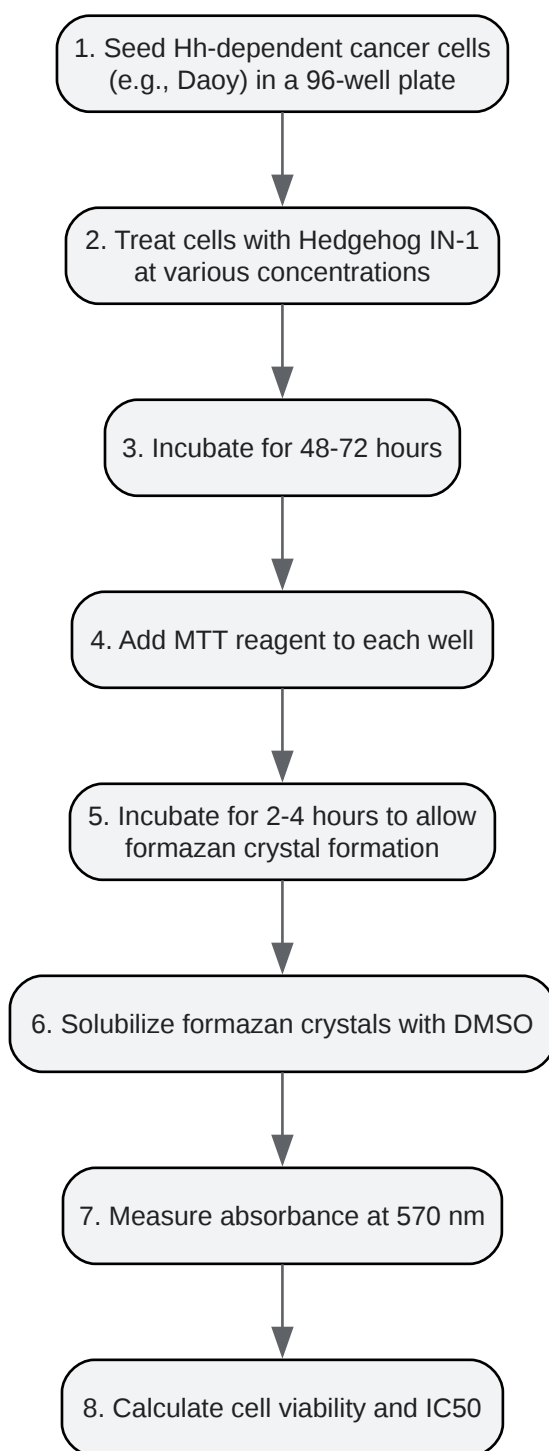 1. Seed Hh-dependent cancer cells
(e.g., Daoy) in a 96-well plate
2. Treat cells with Hedgehog IN-1
at various concentrations
3. Incubate for 48-72 hours
4. Add MTT reagent to each well
5. Incubate for 2-4 hours to allow
formazan crystal formation
6. Solubilize formazan crystals with DMSO
7. Measure absorbance at 570 nm
8. Calculate cell viability and IC50